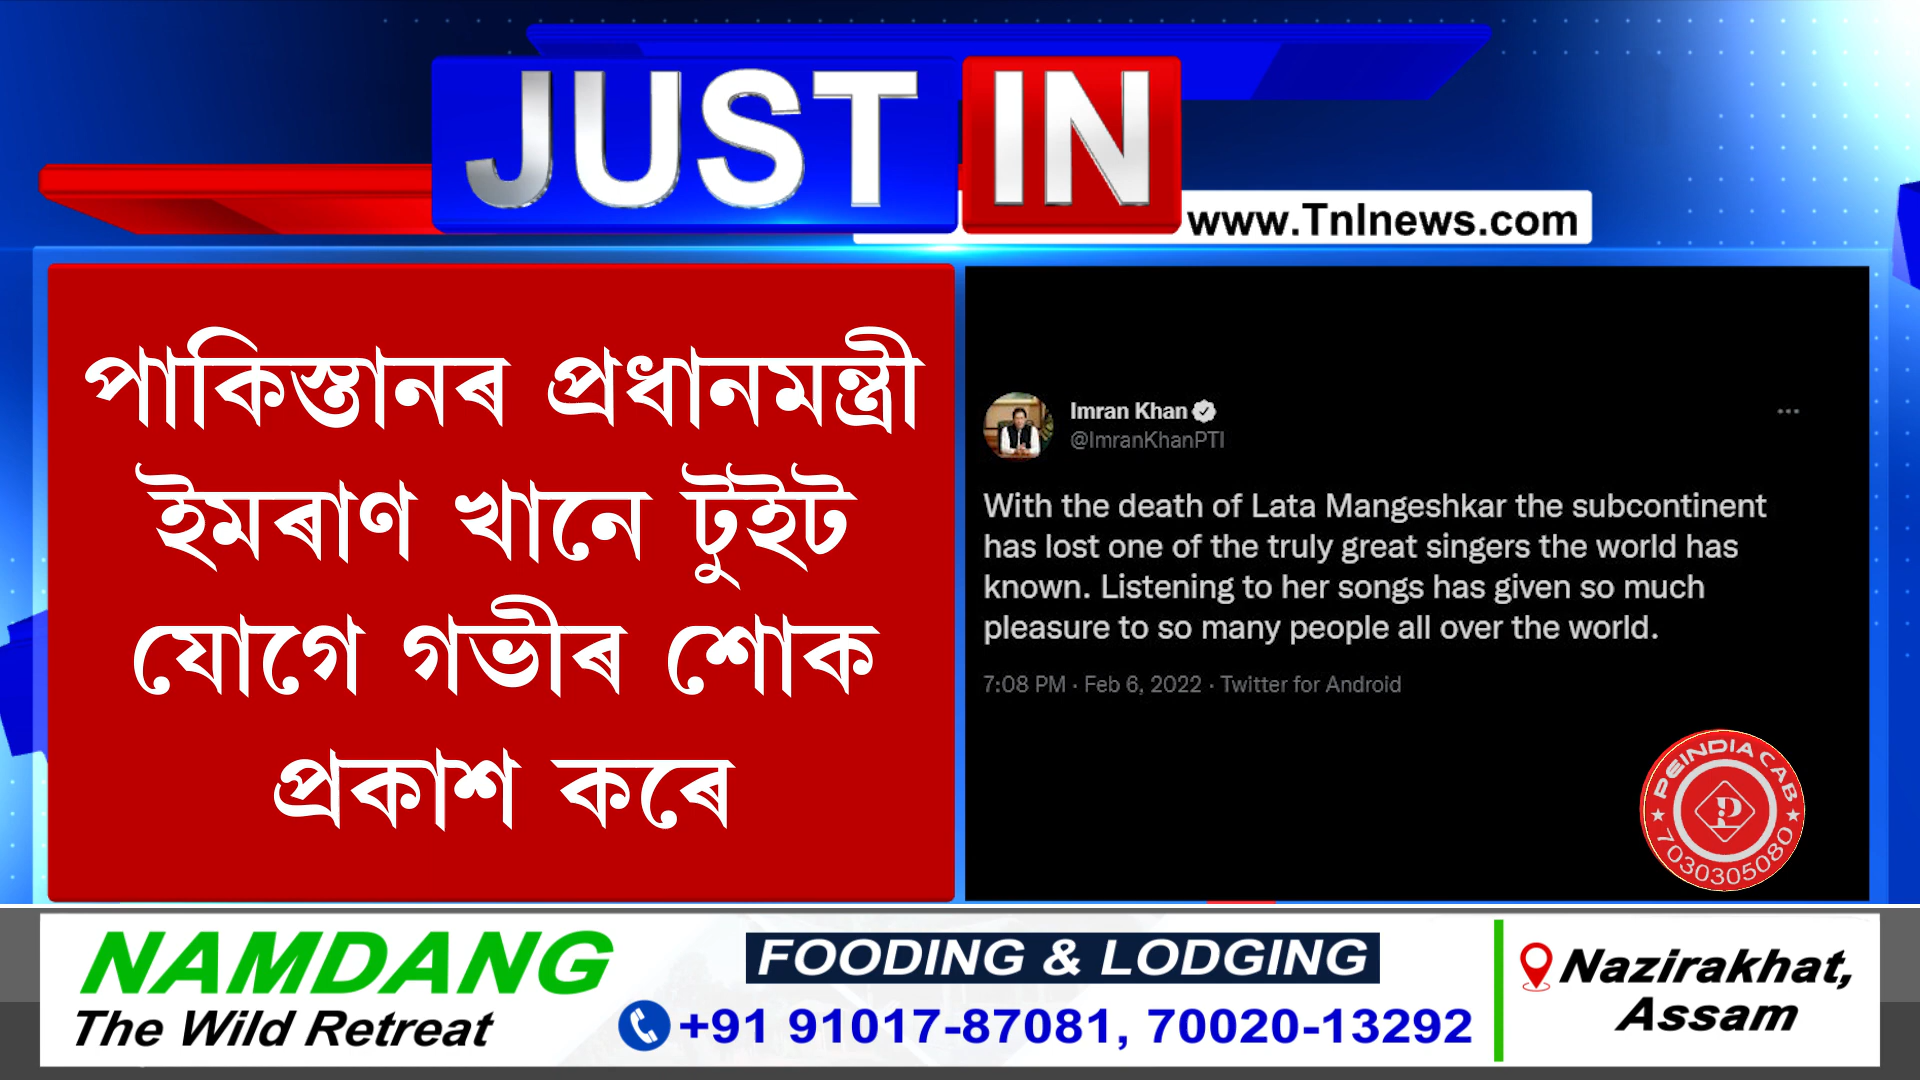 JUST IN
www.TnInews.com
পাকিস্তানৰ প্ৰধানমন্ত্ৰী
ইমৰাণ খানে টুইট
যোগে গভীৰ শোক
প্ৰকাশ কৰে
Imran Khan
@ImranKhanPTI
With the death of Lata Mangeshkar the subcontinent
has lost one of the truly great singers the world has
known. Listening to her songs has given so much
pleasure to so many people all over the world.
7:08 PM · Feb 6, 2022 · Twitter for Android
PEINDIA CAB
7030305080
NAMDANG
The Wild Retreat
FOODING & LODGING
+91 91017-87081, 70020-13292
Nazirakhat,
Assam